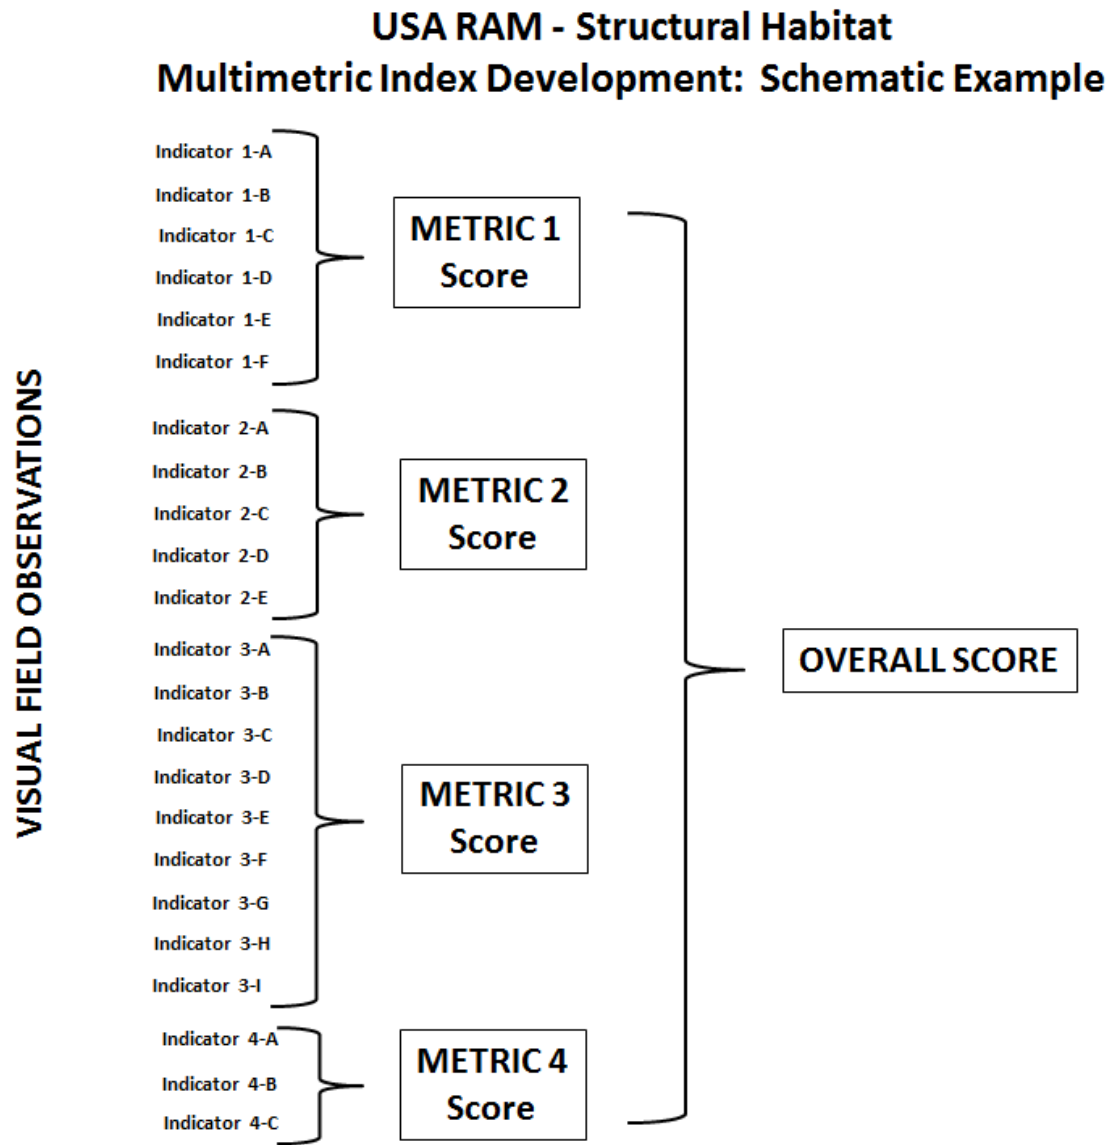 USA RAM - Structural Habitat
Multimetric Index Development: Schematic Example
VISUAL FIELD OBSERVATIONS
Indicator 1-A
Indicator 1-B
Indicator 1-C
Indicator 1-D
Indicator 1-E
Indicator 1-F
METRIC 1
Score
Indicator 2-A
Indicator 2-B
Indicator 2-C
Indicator 2-D
Indicator 2-E
METRIC 2
Score
Indicator 3-A
Indicator 3-B
Indicator 3-C
Indicator 3-D
Indicator 3-E
Indicator 3-F
Indicator 3-G
Indicator 3-H
Indicator 3-I
METRIC 3
Score
Indicator 4-A
Indicator 4-B
Indicator 4-C
METRIC 4
Score
OVERALL SCORE